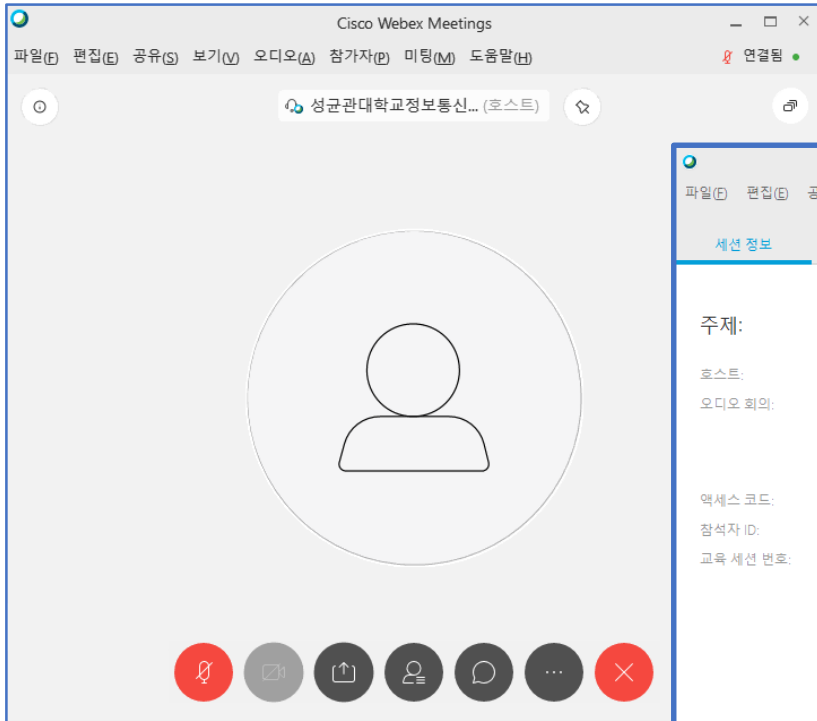 Cisco Webex Meetings
파일(F) 편집(E) 공유(S) 보기(V) 오디오(A) 참가자(P) 미팅(M) 도움말(H) 연결됨
성균관대학교정보통신... (호스트)
파일(F) 편집(E) 공
세션 정보
주제:
호스트:
오디오 회의:
액세스 코드:
참석자 ID:
교육 세션 번호: